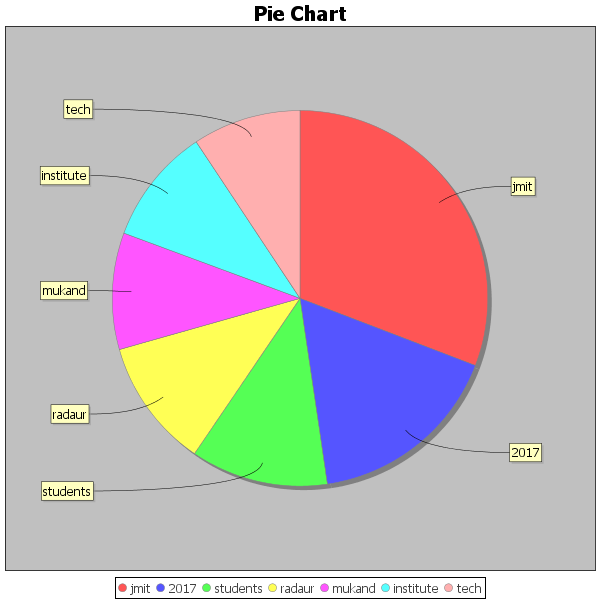 Pie Chart
tech
institute
jmit
mukand
radaur
2017
students
jmit 2017 students radaur mukand institute tech